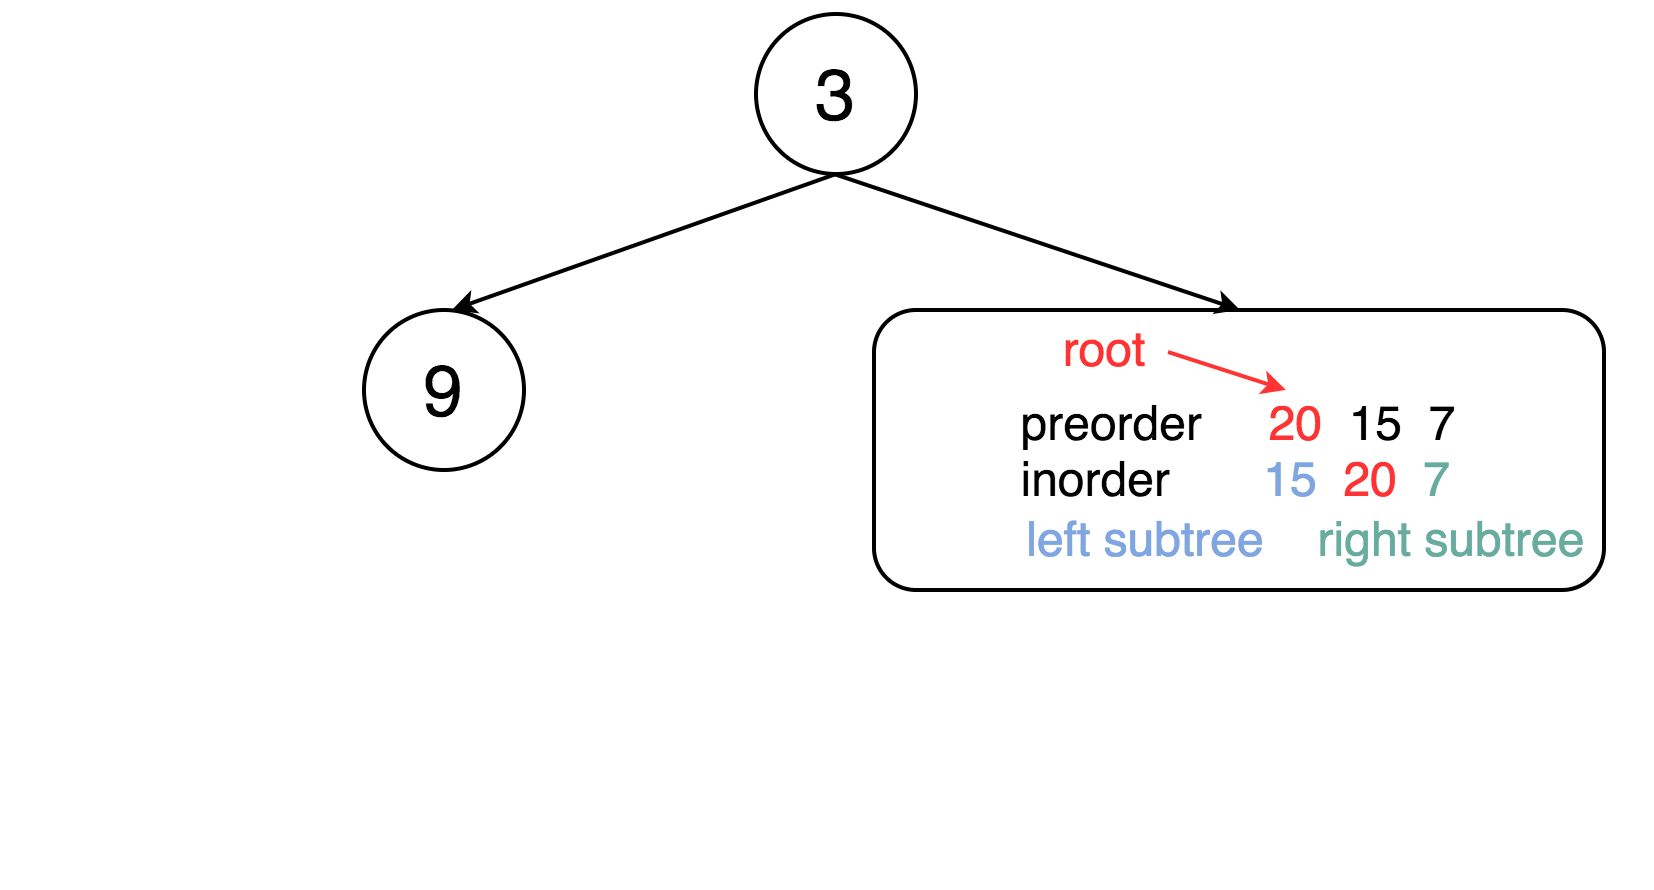 3
9
root
preorder 20 15 7
inorder 15 20 7
left subtree right subtree